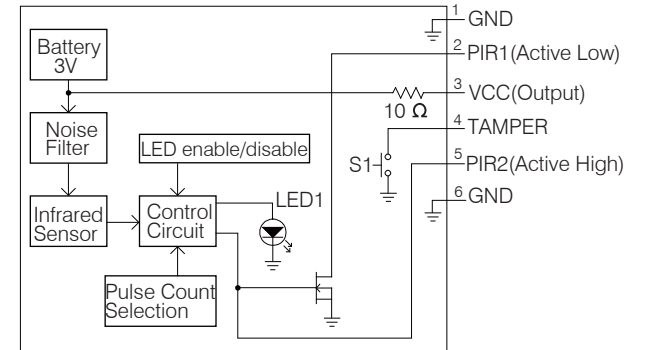 1 GND
2 PIR1(Active Low)
3 VCC(Output)
4 TAMPER
5 PIR2(Active High)
6 GND
Battery
3V
10 Ω
Noise
Filter
LED enable/disable
S1
Infrared
Sensor
Control
Circuit
LED1
Pulse Count
Selection